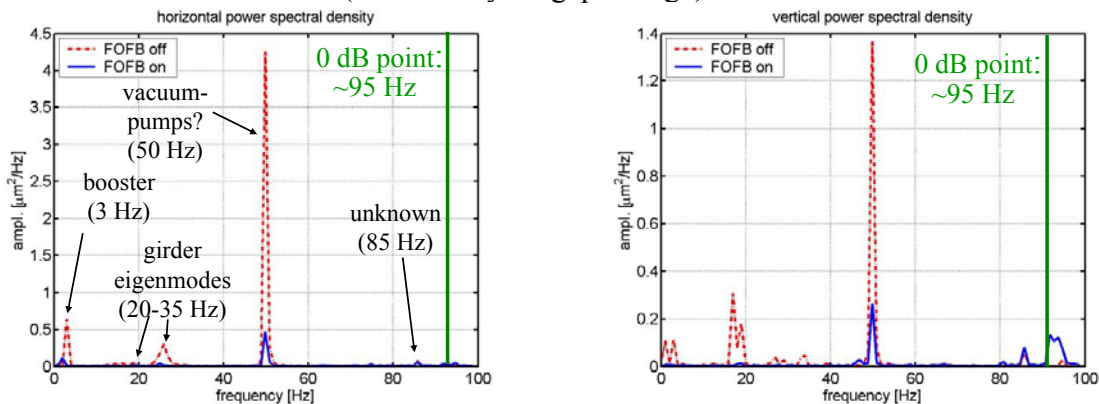 horizontal power spectral density
4.5
4
3.5
3
2.5
2
1.5
1
0.5
0
ampl. [μm²/Hz]
FOFB off
FOFB on
0 dB point:
~95 Hz
vacuum-
pumps?
(50 Hz)
booster
(3 Hz)
girder
eigenmodes
(20-35 Hz)
unknown
(85 Hz)
0 20 40 60 80 100
frequency [Hz]
vertical power spectral density
1.4
1.2
1
0.8
0.6
0.4
0.2
0
ampl. [μm²/Hz]
FOFB off
FOFB on
0 dB point:
~95 Hz
0 20 40 60 80 100
frequency [Hz]